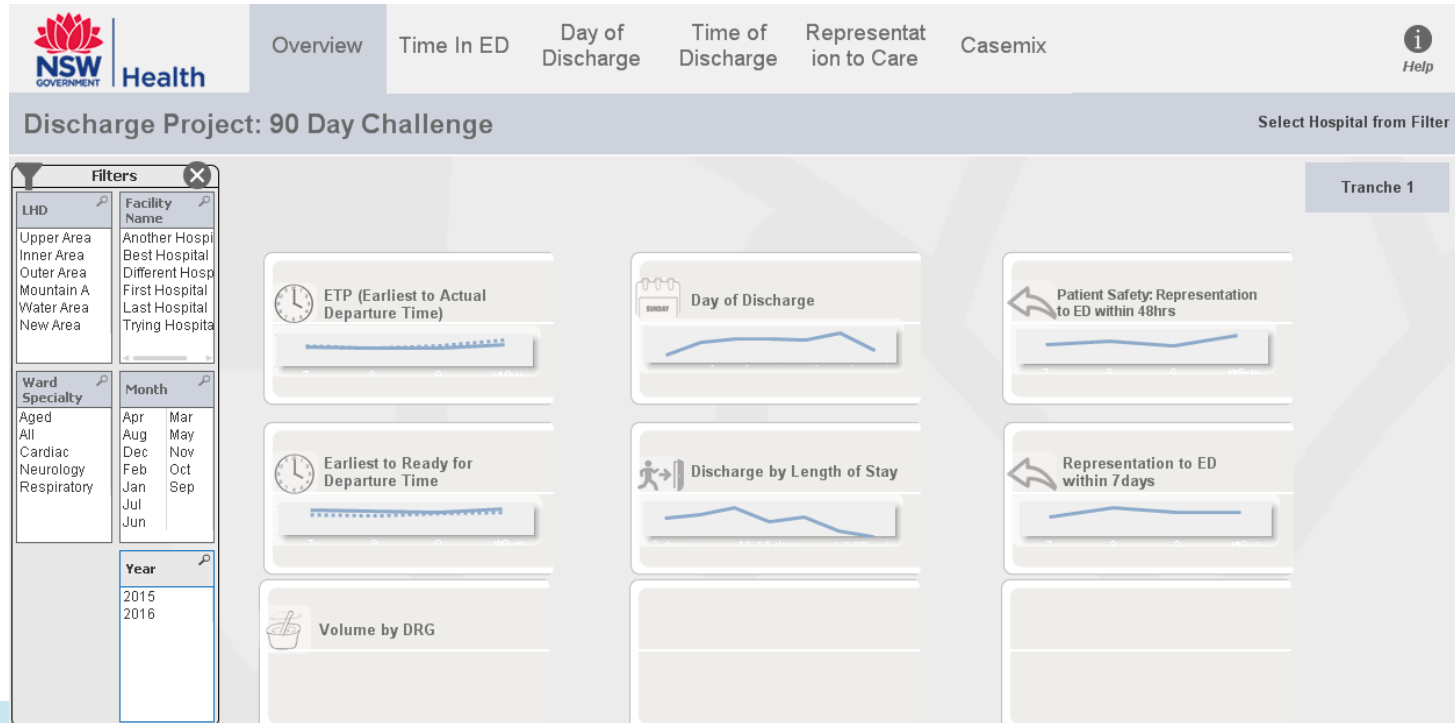 NSW
GOVERNMENT
Health
Overview
Time In ED
Day of
Discharge
Time of
Discharge
Representat
ion to Care
Casemix
i
Help
Discharge Project: 90 Day Challenge
Select Hospital from Filter
Filters
Tranche 1
LHD
Upper Area
Inner Area
Outer Area
Mountain A
Water Area
New Area
Facility
Name
Another Hospi
Best Hospital
Different Hosp
First Hospital
Last Hospital
Trying Hospita
Ward
Specialty
Aged
All
Cardiac
Neurology
Respiratory
Month
Apr Mar
Aug May
Dec Nov
Feb Oct
Jan Sep
Jul
Jun
Year
2015
2016
ETP (Earliest to Actual
Departure Time)
SUNDAY
Day of Discharge
Patient Safety: Representation
to ED within 48hrs
Earliest to Ready for
Departure Time
Discharge by Length of Stay
Representation to ED
within 7days
Volume by DRG